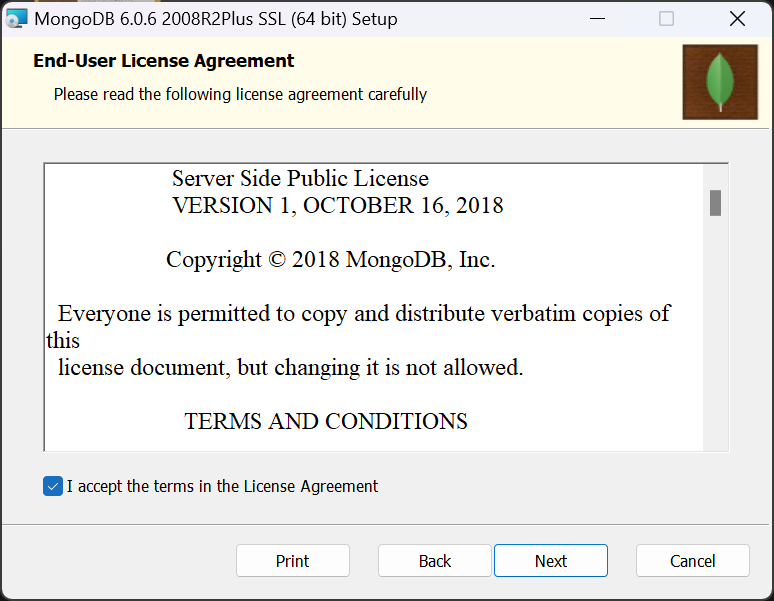 MongoDB 6.0.6 2008R2Plus SSL (64 bit) Setup
End-User License Agreement
Please read the following license agreement carefully
Server Side Public License
VERSION 1, OCTOBER 16, 2018
Copyright © 2018 MongoDB, Inc.
Everyone is permitted to copy and distribute verbatim copies of
this
license document, but changing it is not allowed.
TERMS AND CONDITIONS
I accept the terms in the License Agreement
Print Back Next Cancel